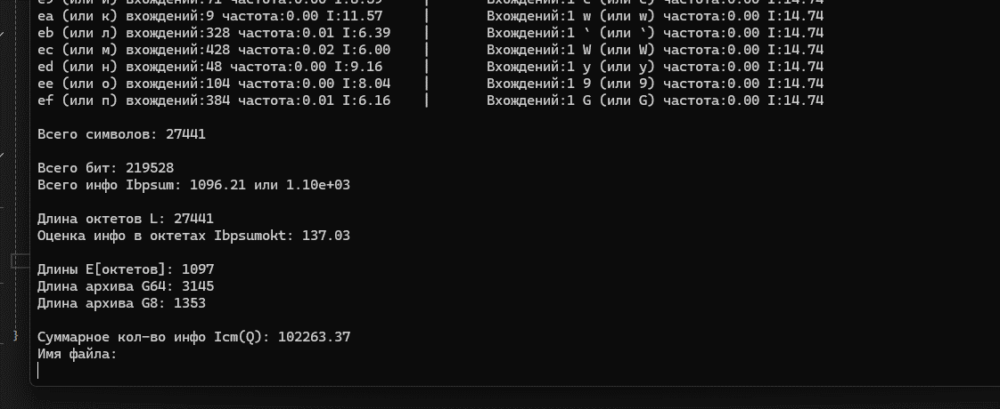 ea (или к) вхождений:9 частота:0.00 I:11.57 | Вхождений:1 w (или w) частота:0.00 I:14.74
eb (или л) вхождений:328 частота:0.01 I:6.39 | Вхождений:1 ` (или `) частота:0.00 I:14.74
ec (или м) вхождений:428 частота:0.02 I:6.00 | Вхождений:1 W (или W) частота:0.00 I:14.74
ed (или н) вхождений:48 частота:0.00 I:9.16 | Вхождений:1 y (или y) частота:0.00 I:14.74
ee (или о) вхождений:104 частота:0.00 I:8.04 | Вхождений:1 9 (или 9) частота:0.00 I:14.74
ef (или п) вхождений:384 частота:0.01 I:6.16 | Вхождений:1 G (или G) частота:0.00 I:14.74
Всего символов: 27441
Всего бит: 219528
Всего инфо Ibpsum: 1096.21 или 1.10e+03
Длина октетов L: 27441
Оценка инфо в октетах Ibpsumokt: 137.03
Длины E[октетов]: 1097
Длина архива G64: 3145
Длина архива G8: 1353
}
Суммарное кол-во инфо Icm(Q): 102263.37
Имя файла: